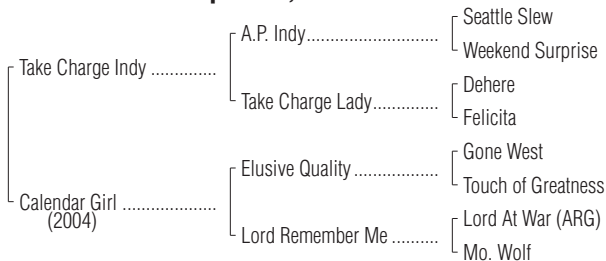 Seattle Slew
A.P. Indy
Weekend Surprise
Take Charge Indy
Dehere
Take Charge Lady
Felicita
Gone West
Elusive Quality
Touch of Greatness
Calendar Girl
(2004)
Lord At War (ARG)
Lord Remember Me
Mo. Wolf